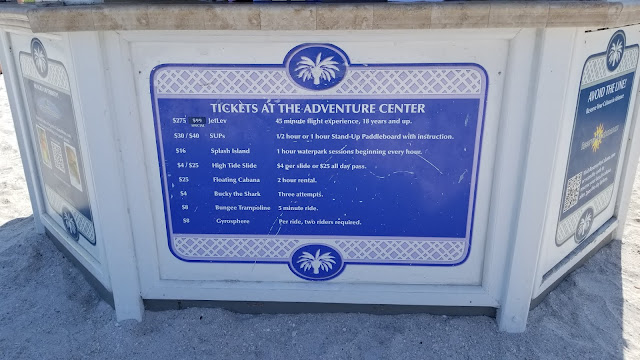 TICKETS AT THE ADVENTURE CENTER
$275 $99 JetLev 45 minute flight experience, 18 years and up.
$30 / $40 SUPs 1/2 hour or 1 hour Stand-Up Paddleboard with instruction.
$16 Splash Island 1 hour waterpark sessions beginning every hour.
$4 / $25 High Tide Slide $4 per slide or $25 all day pass.
$25 Floating Cabana 2 hour rental.
$4 Bucky the Shark Three attempts.
$8 Bungee Trampoline 5 minute ride.
$8 Gyrosphere Per ride, two riders required.
AVOID THE LINE!